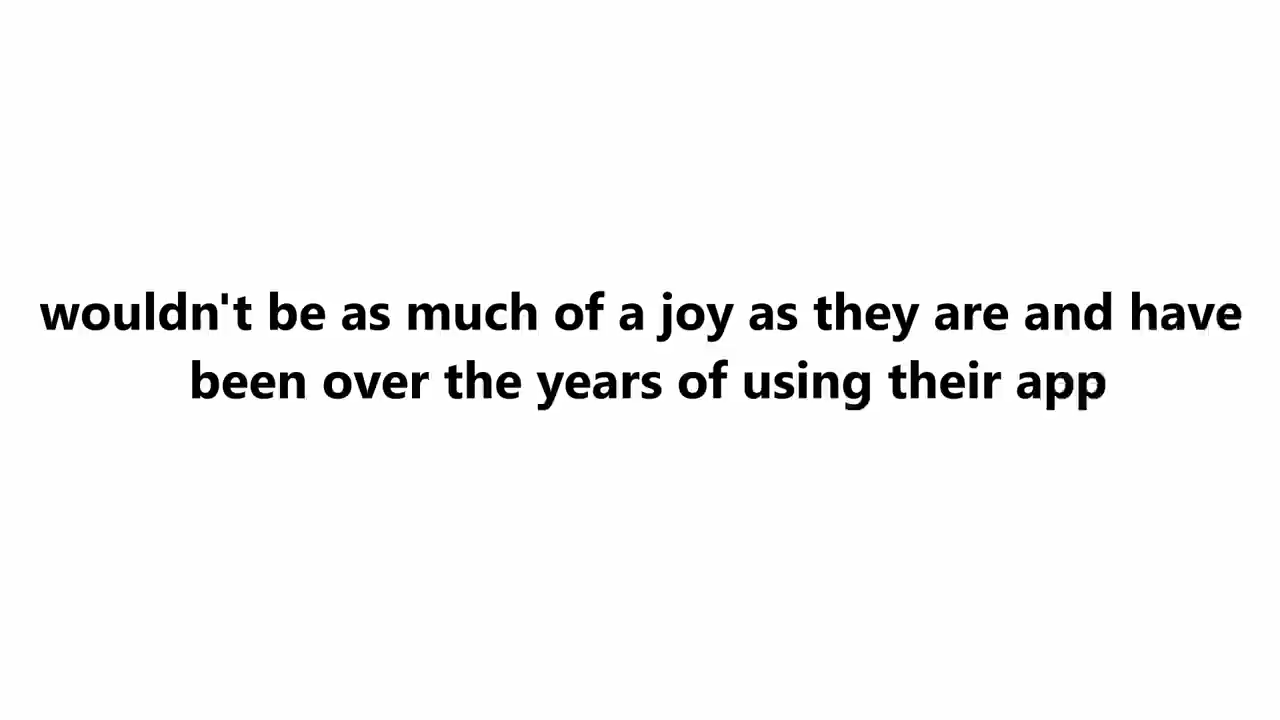 wouldn't be as much of a joy as they are and have
been over the years of using their app